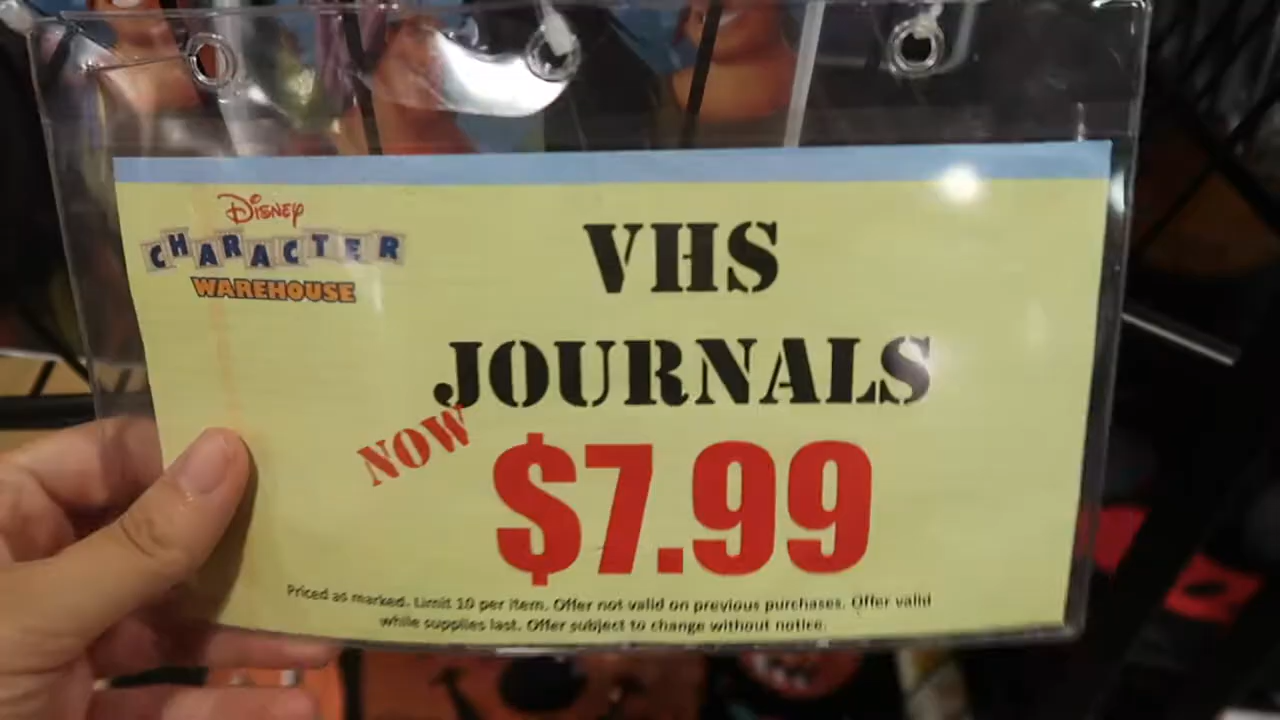 Disney
CHARACTER
WAREHOUSE
VHS
JOURNALS
NOW
$7.99
Priced as marked. Limit 10 per item. Offer not valid on previous purchases. Offer valid
while supplies last. Offer subject to change without notice.